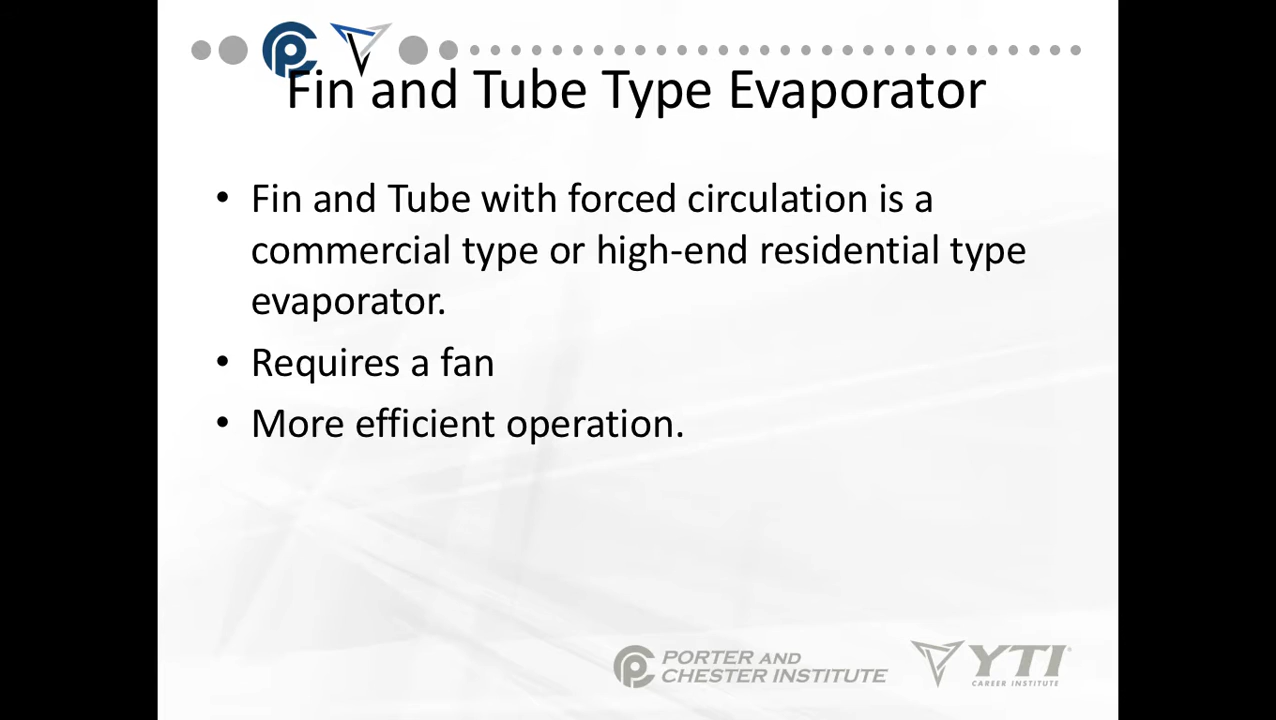 Fin and Tube Type Evaporator
• Fin and Tube with forced circulation is a
commercial type or high-end residential type
evaporator.
• Requires a fan
• More efficient operation.
PORTER AND
CHESTER INSTITUTE
YTI®
CAREER INSTITUTE